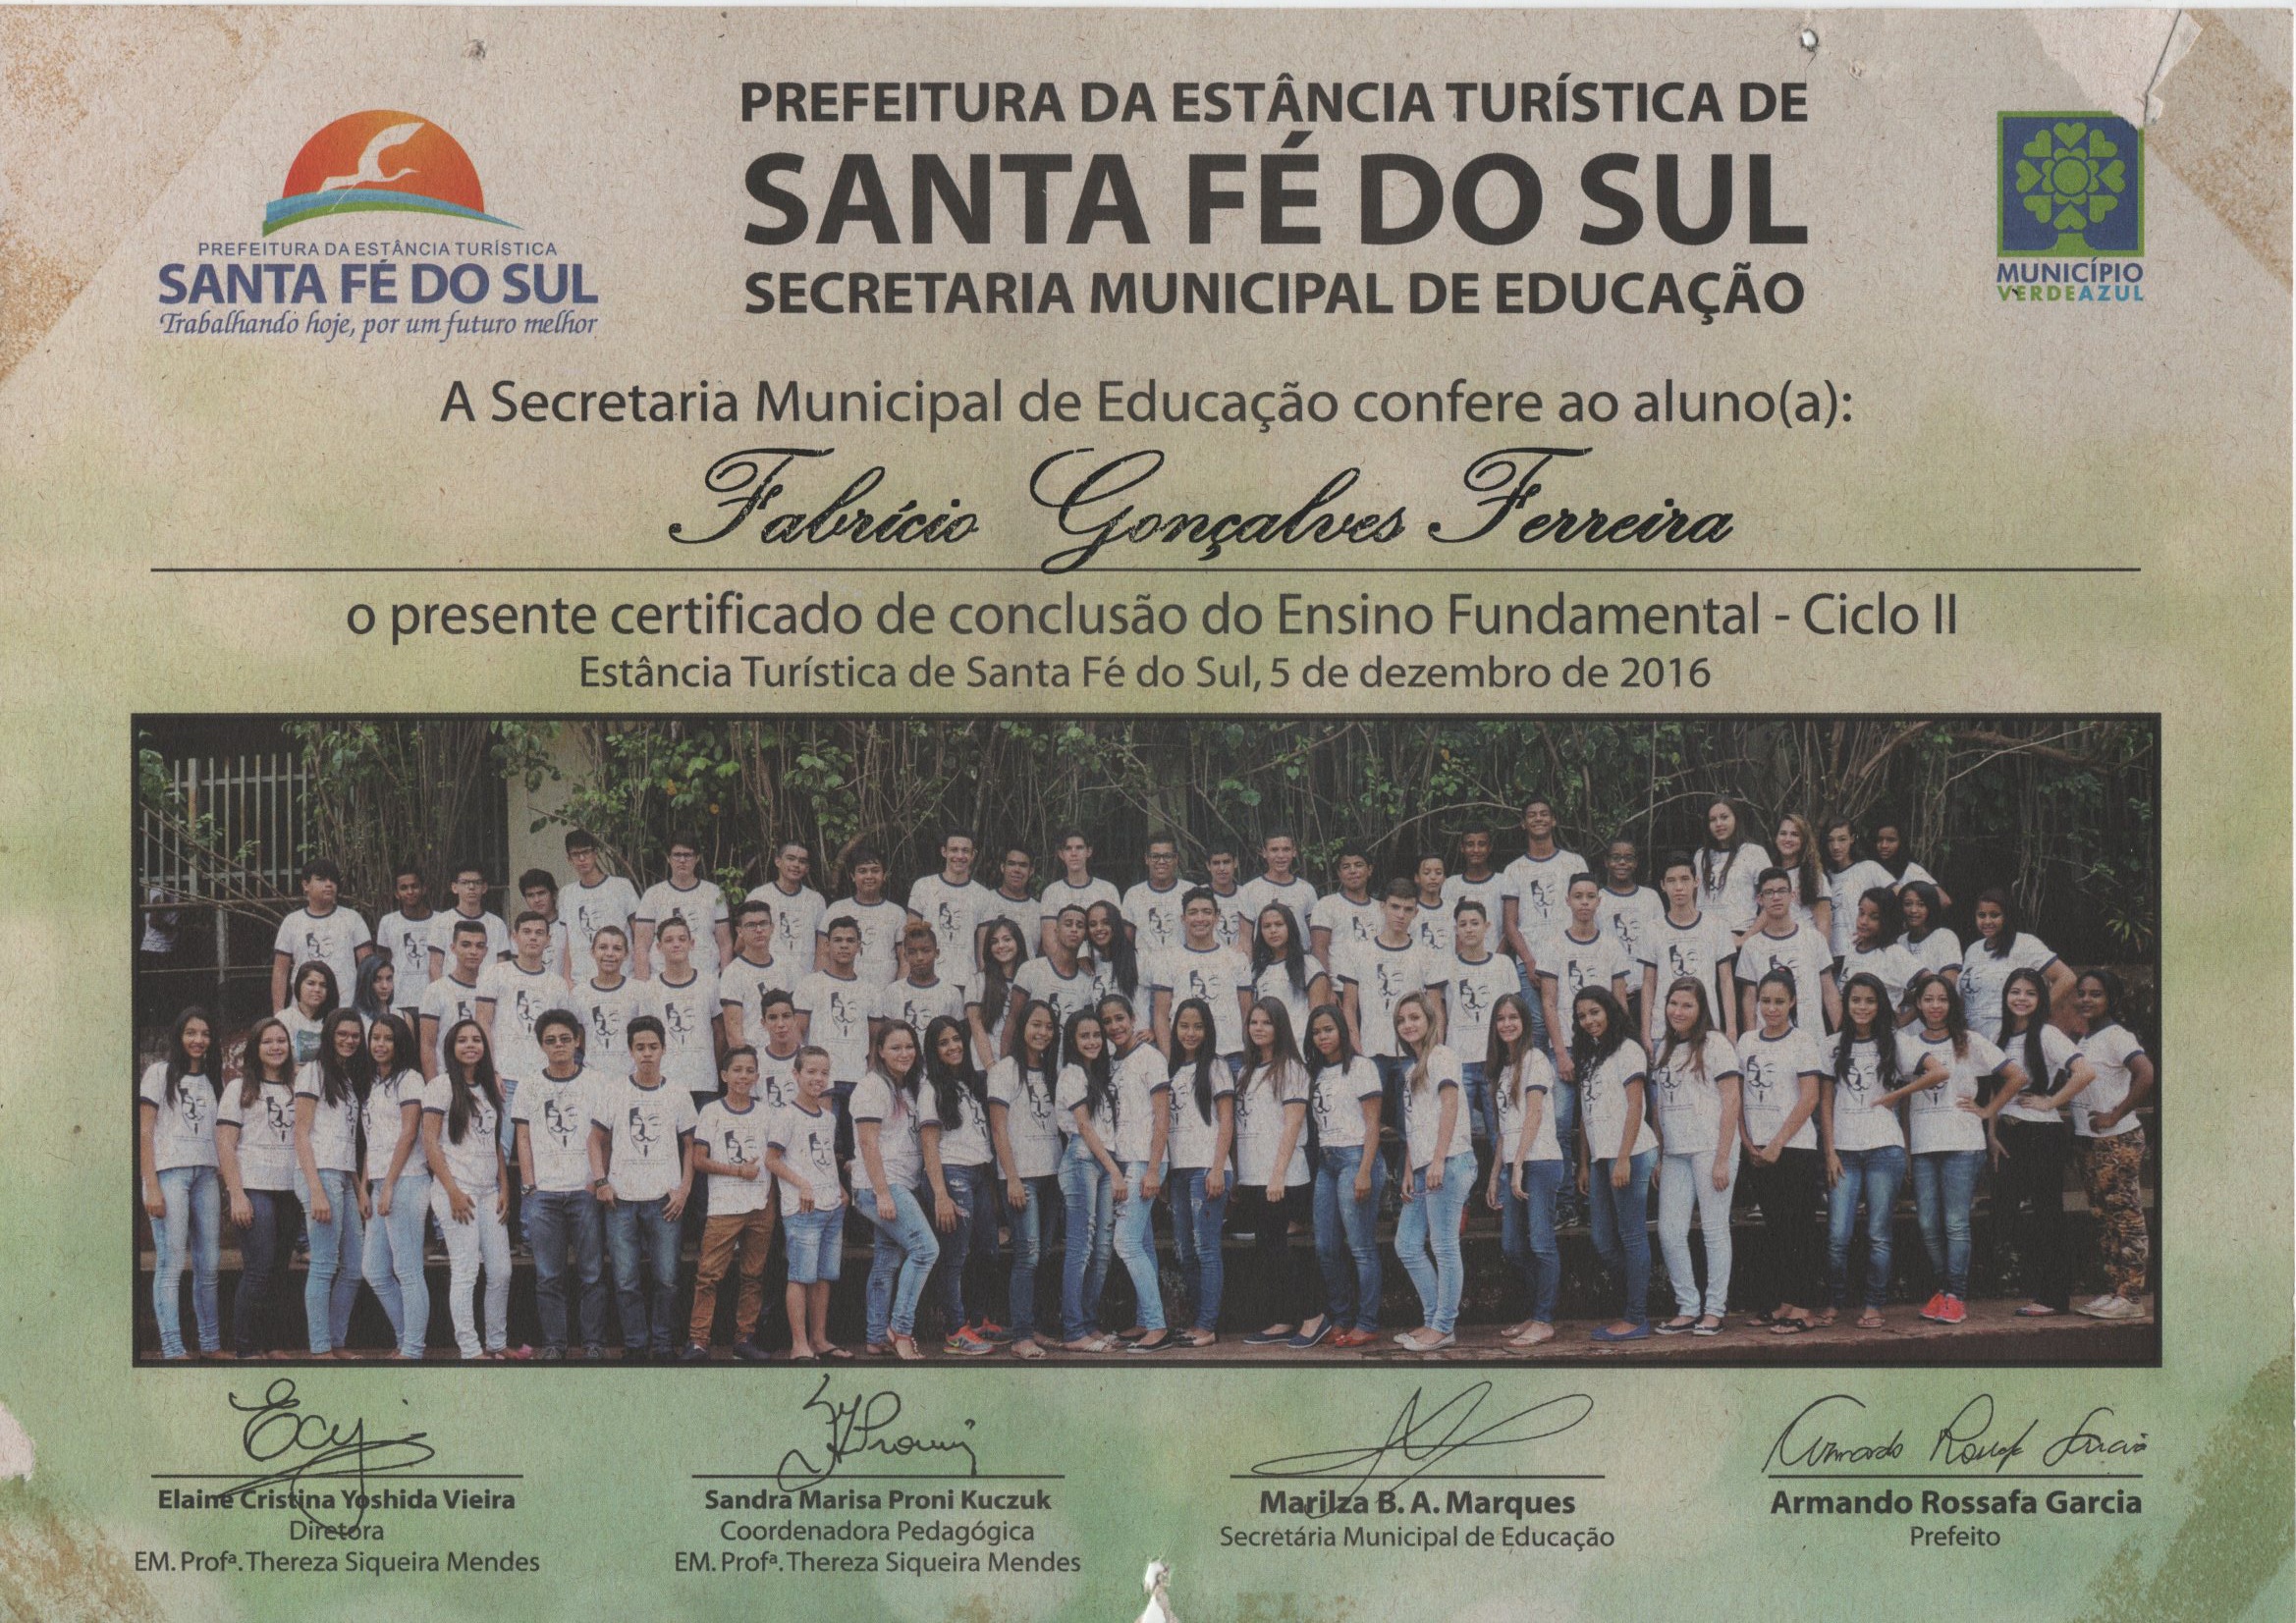 PREFEITURA DA ESTÂNCIA TURÍSTICA DE
SANTA FÉ DO SUL
SECRETARIA MUNICIPAL DE EDUCAÇÃO
PREFEITURA DA ESTÂNCIA TURÍSTICA
SANTA FÉ DO SUL
Trabalhando hoje, por um futuro melhor
MUNICÍPIO
VERDEAZUL
A Secretaria Municipal de Educação confere ao aluno(a):
Fabrício Gonçalves Ferreira
o presente certificado de conclusão do Ensino Fundamental - Ciclo II
Estância Turística de Santa Fé do Sul, 5 de dezembro de 2016
Elaine Cristina Yoshida Vieira
Diretora
EM. Profª. Thereza Siqueira Mendes
Sandra Marisa Proni Kuczuk
Coordenadora Pedagógica
EM. Profª. Thereza Siqueira Mendes
Marilza B. A. Marques
Secretária Municipal de Educação
Armando Rossafa Garcia
Armando Rossafa Garcia
Prefeito